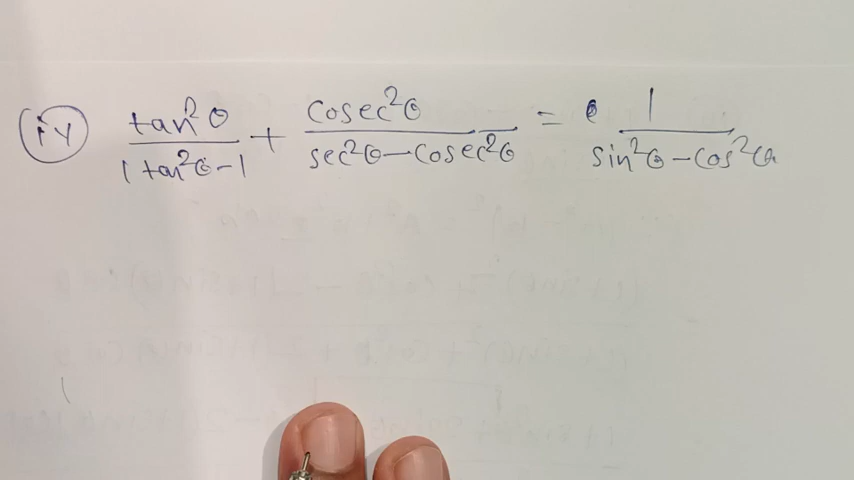 (iv) tan²θ / 1 tan²θ-1 + cosec²θ / sec²θ-cosec²θ = 1 / sin²θ-cos²θ